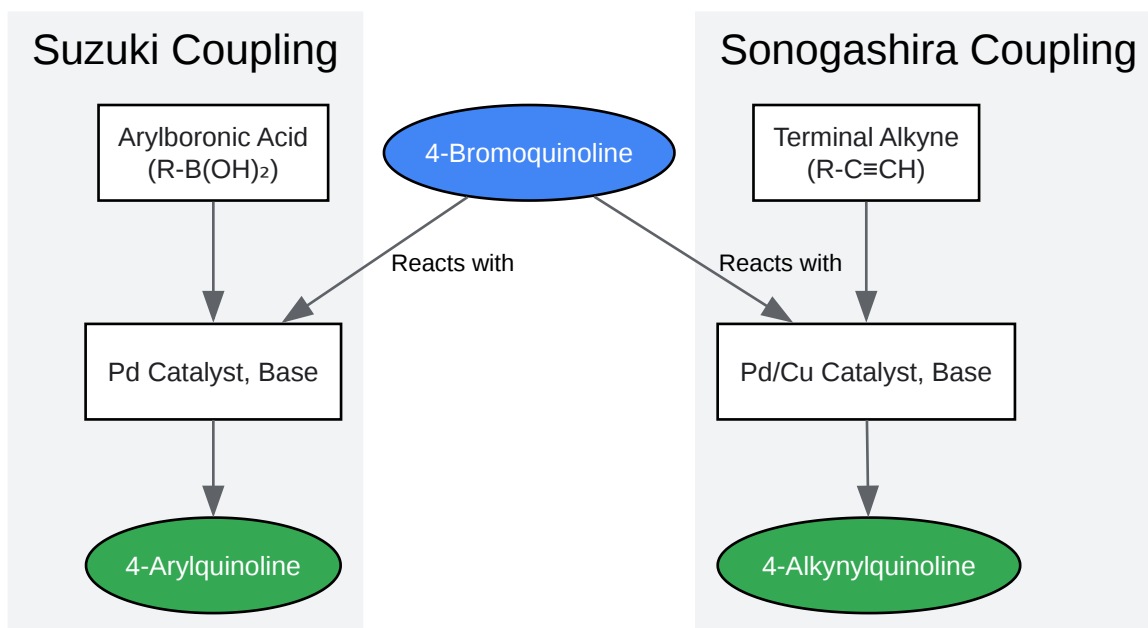 Suzuki Coupling
Sonogashira Coupling
Arylboronic Acid
(R-B(OH)₂)
4-Bromoquinoline
Terminal Alkyne
(R-C≡CH)
Reacts with
Reacts with
Pd Catalyst, Base
Pd/Cu Catalyst, Base
4-Arylquinoline
4-Alkynylquinoline